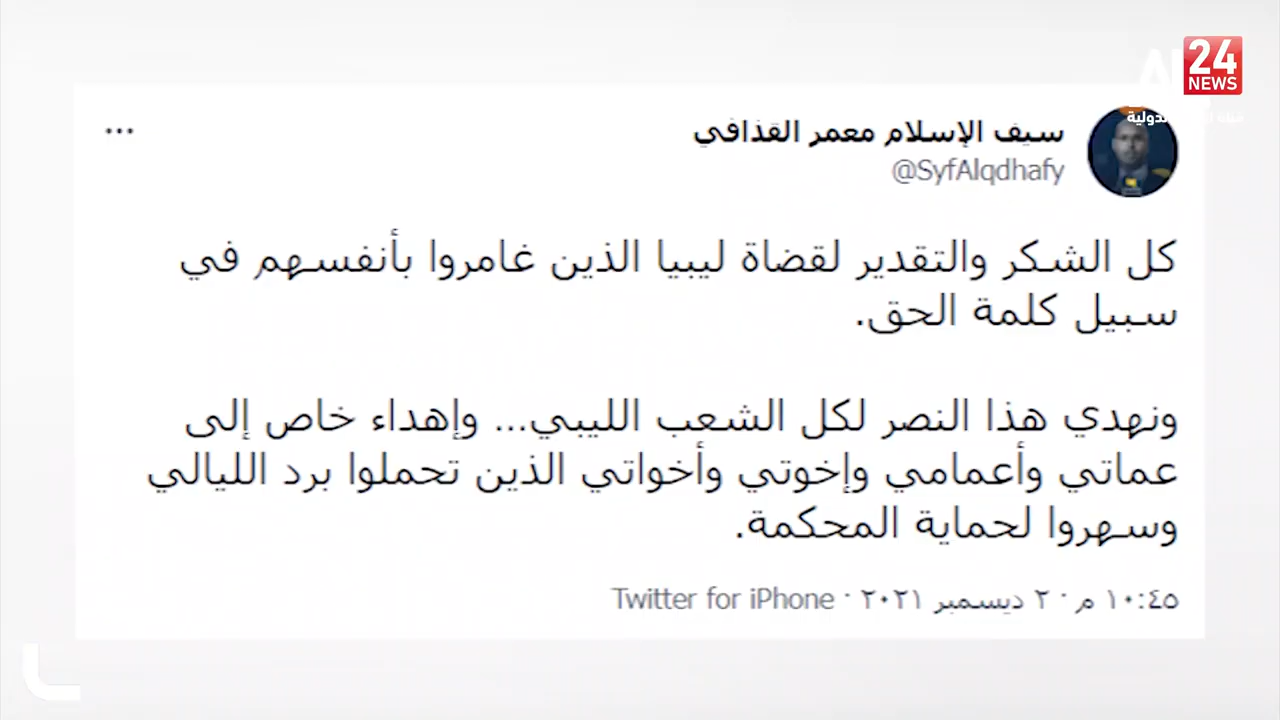 24
NEWS
سيف الإسلام معمر القذافي
@SyfAlqdhafy
كل الشكر والتقدير لقضاة ليبيا الذين غامروا بأنفسهم في
سبيل كلمة الحق.
ونهدي هذا النصر لكل الشعب الليبي... وإهداء خاص إلى
عماتي وأعمامي وإخوتي وأخواتي الذين تحملوا برد الليالي
وسهروا لحماية المحكمة.
١٠:٤٥ م · ٢ ديسمبر ٢٠٢١ · Twitter for iPhone